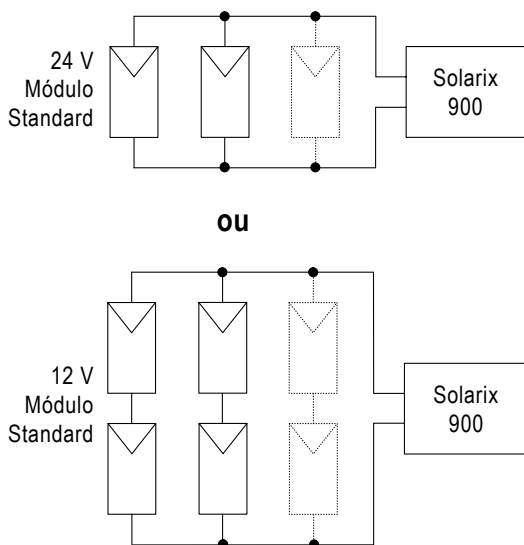 24 V
Módulo
Standard
Solarix
900
ou
12 V
Módulo
Standard
Solarix
900